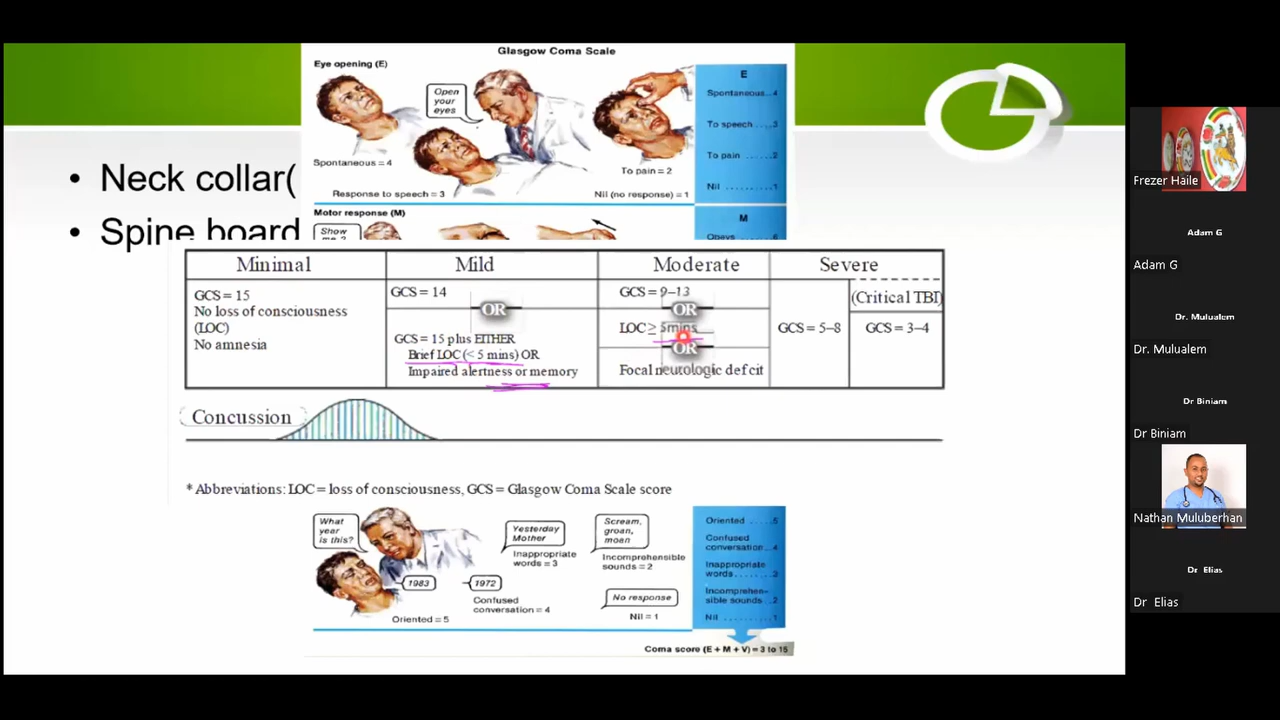 Glasgow Coma Scale
Eye opening (E)
Open
your
eyes
Spontaneous = 4
Response to speech = 3
To pain = 2
Nil (no response) = 1
E
Spontaneous...4
To speech ....3
To pain ......2
Nil ..........1
Motor response (M)
Show
M
Obeys......6
• Neck collar(
• Spine board
Minimal
Mild
Moderate
Severe
GCS = 15
No loss of consciousness
(LOC)
No amnesia
GCS = 14
OR
GCS = 15 plus EITHER
Brief LOC (< 5 mins) OR
Impaired alertness or memory
GCS = 9–13
OR
LOC ≥ 5mins
OR
Focal neurologic deficit
GCS = 5–8
(Critical TBI)
GCS = 3–4
Concussion
* Abbreviations: LOC = loss of consciousness, GCS = Glasgow Coma Scale score
What
year
is this?
1983
Oriented = 5
1972
Confused
conversation = 4
Yesterday
Mother
Inappropriate
words = 3
Scream,
groan,
moan
Incomprehensible
sounds = 2
No response
Nil = 1
Oriented .....5
Confused
conversation...4
Inappropriate
words........3
Incomprehen-
sible sounds...2
Nil ..........1
Coma score (E + M + V) = 3 to 15
Frezer Haile
Adam G
Adam G
Dr. Mulualem
Dr. Mulualem
Dr Biniam
Dr Biniam
Nathan Muluberhan
Dr Elias
Dr Elias